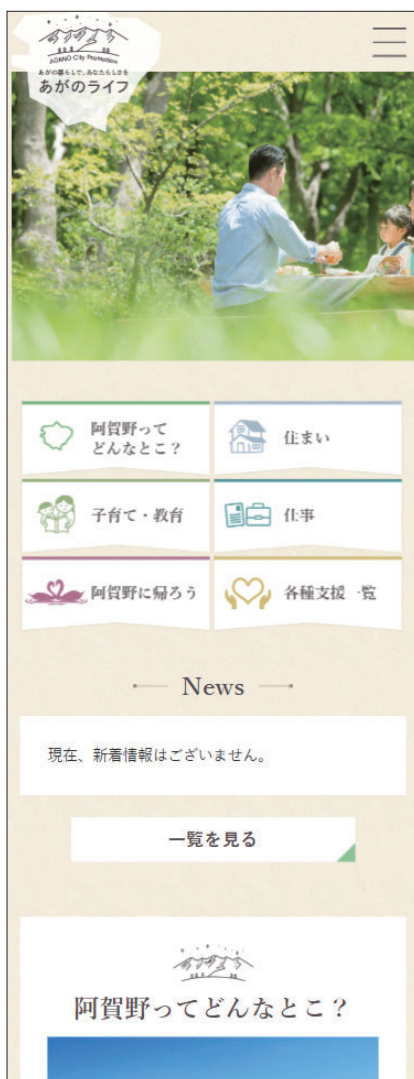 AGANO City Promotion
あがの暮らしで、あなたらしさを
あがのライフ
阿賀野って
どんなとこ？
住まい
子育て・教育
仕事
阿賀野に帰ろう
各種支援一覧
News
現在、新着情報はございません。
一覧を見る
阿賀野ってどんなとこ？